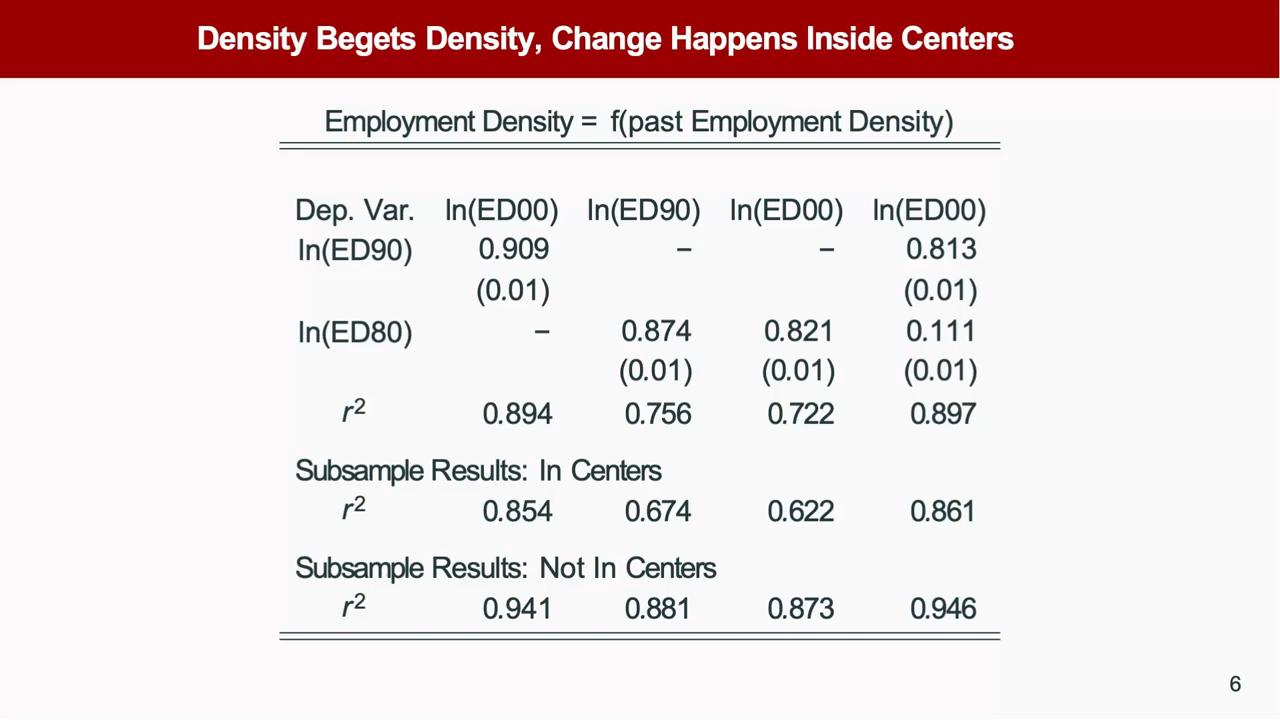 Density Begets Density, Change Happens Inside Centers
Employment Density = f(past Employment Density)
Dep. Var. ln(ED00) ln(ED90) ln(ED00) ln(ED00)
ln(ED90) 0.909 – – 0.813
(0.01) (0.01)
ln(ED80) – 0.874 0.821 0.111
(0.01) (0.01) (0.01)
r² 0.894 0.756 0.722 0.897
Subsample Results: In Centers
r² 0.854 0.674 0.622 0.861
Subsample Results: Not In Centers
r² 0.941 0.881 0.873 0.946
6